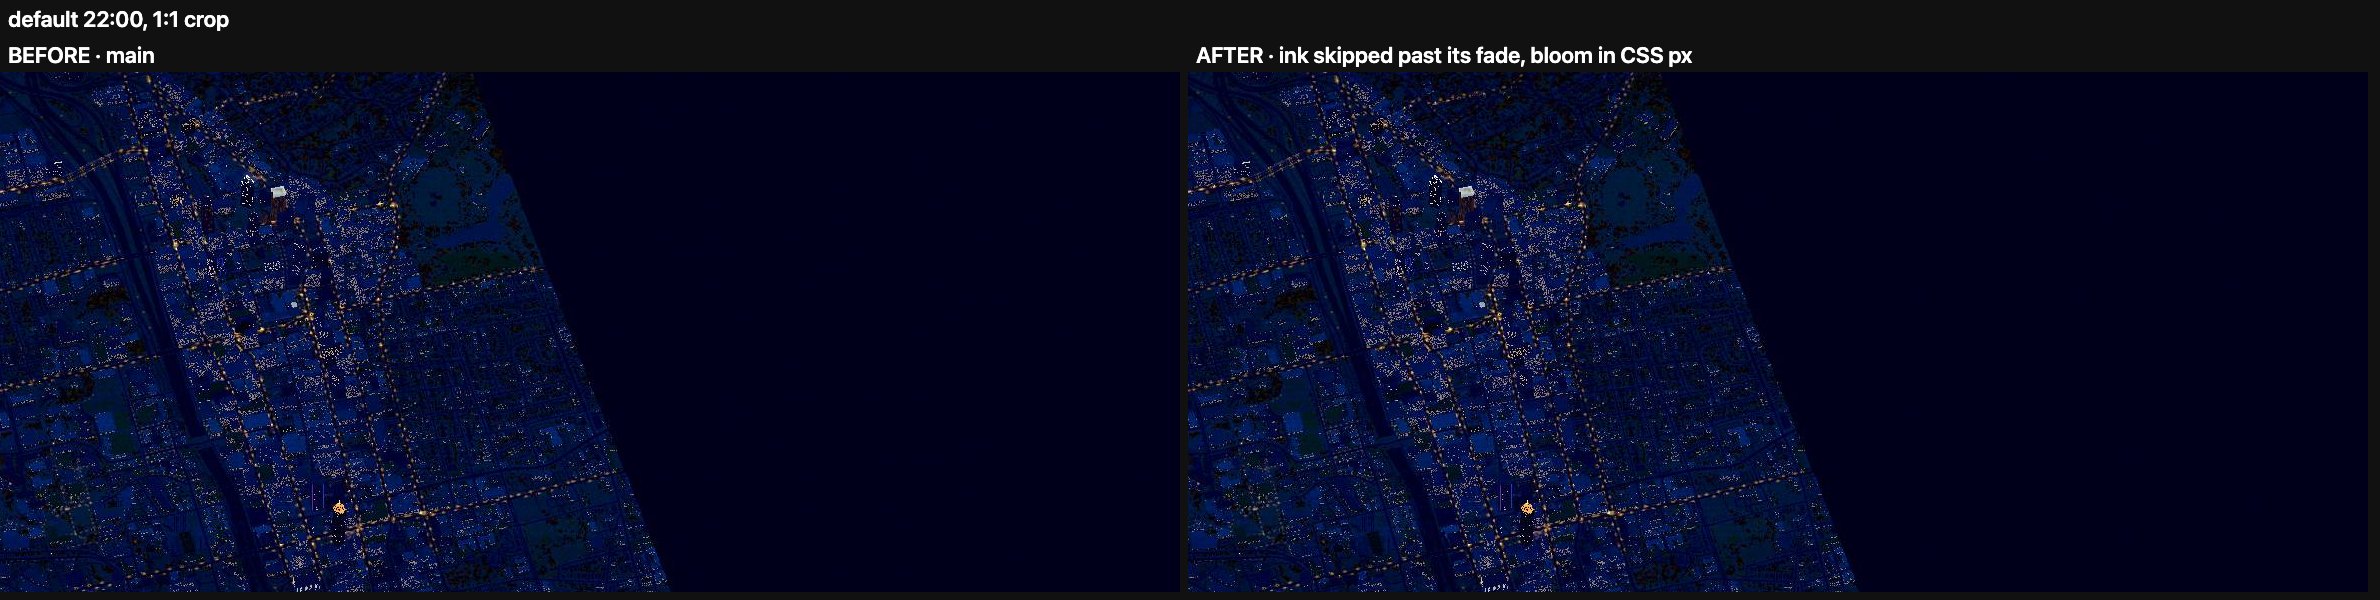 default 22:00, 1:1 crop
BEFORE · main
AFTER · ink skipped past its fade, bloom in CSS px